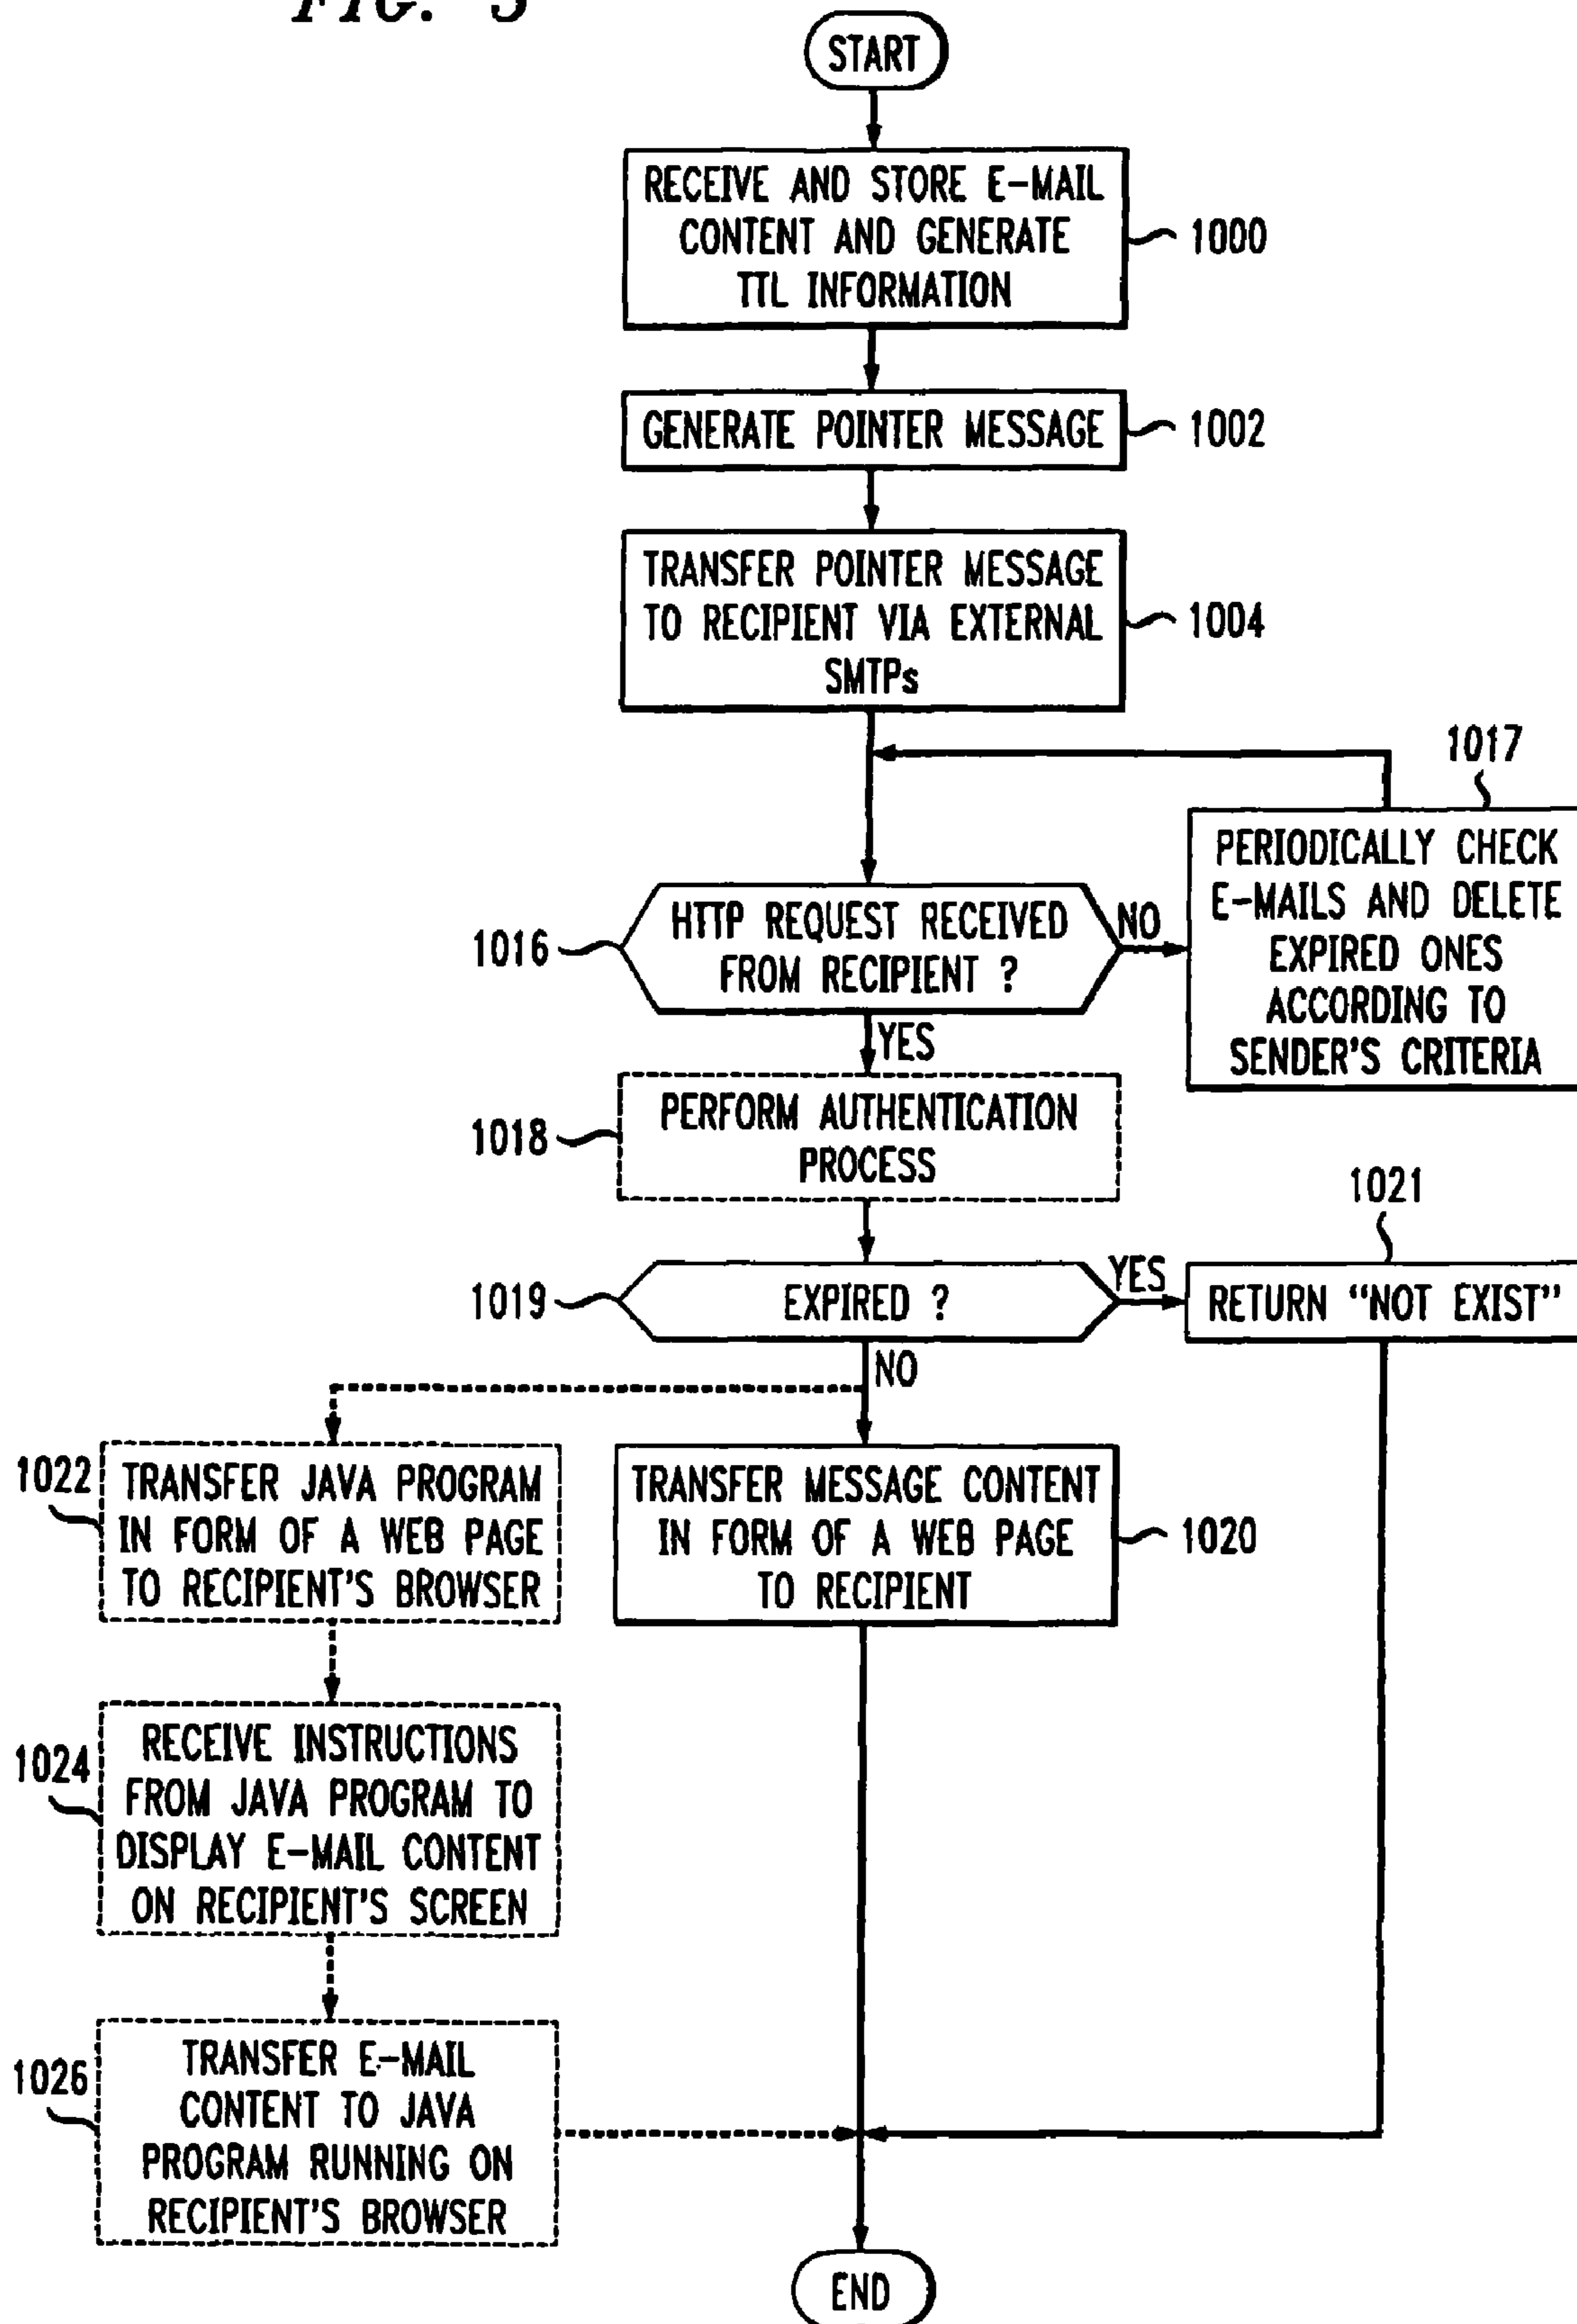 FIG. 3
START
RECEIVE AND STORE E-MAIL
CONTENT AND GENERATE
TTL INFORMATION
1000
GENERATE POINTER MESSAGE
1002
TRANSFER POINTER MESSAGE
TO RECIPIENT VIA EXTERNAL
SMTPs
1004
1017
PERIODICALLY CHECK
E-MAILS AND DELETE
EXPIRED ONES
ACCORDING TO
SENDER'S CRITERIA
1016
HTTP REQUEST RECEIVED
FROM RECIPIENT ?
NO
YES
1018
PERFORM AUTHENTICATION
PROCESS
1019
EXPIRED ?
YES
1021
RETURN “NOT EXIST”
NO
1022
TRANSFER JAVA PROGRAM
IN FORM OF A WEB PAGE
TO RECIPIENT'S BROWSER
TRANSFER MESSAGE CONTENT
IN FORM OF A WEB PAGE
TO RECIPIENT
1020
1024
RECEIVE INSTRUCTIONS
FROM JAVA PROGRAM TO
DISPLAY E-MAIL CONTENT
ON RECIPIENT'S SCREEN
1026
TRANSFER E-MAIL
CONTENT TO JAVA
PROGRAM RUNNING ON
RECIPIENT'S BROWSER
END